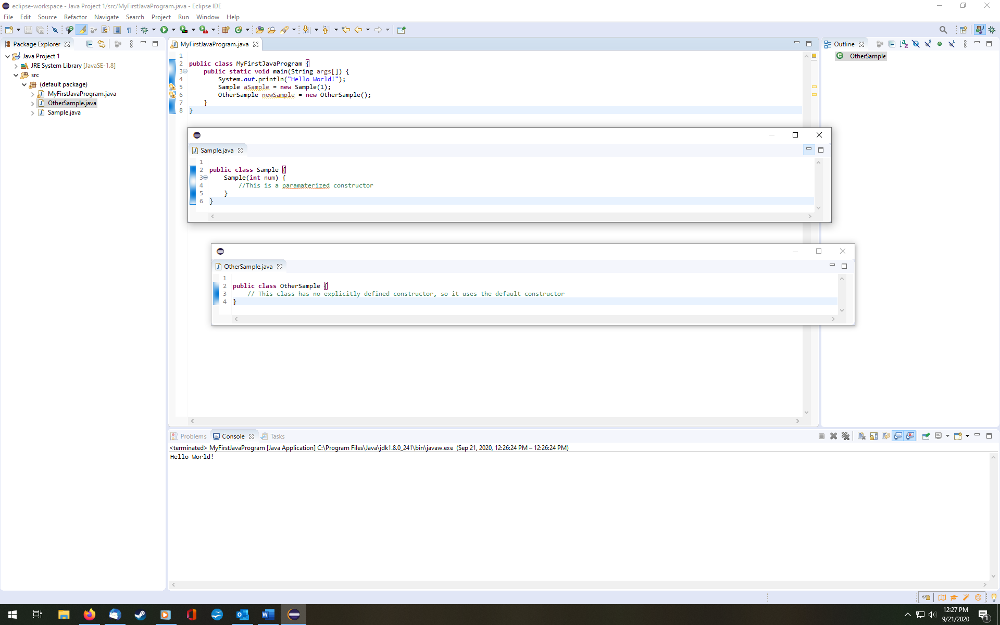 eclipse-workspace - Java Project 1/src/MyFirstJavaProgram.java - Eclipse IDE
File Edit Source Refactor Navigate Search Project Run Window Help
Package Explorer
Java Project 1
JRE System Library [JavaSE-1.8]
src
(default package)
MyFirstJavaProgram.java
OtherSample.java
Sample.java
MyFirstJavaProgram.java
1
2 public class MyFirstJavaProgram {
3 public static void main(String args[]) {
4 System.out.println("Hello World!");
5 Sample aSample = new Sample(1);
6 OtherSample newSample = new OtherSample();
7 }
8 }
Outline
OtherSample
Sample.java
1
2 public class Sample {
3 Sample(int num) {
4 //This is a paramaterized constructor
5 }
6 }
OtherSample.java
1
2 public class OtherSample {
3 // This class has no explicitly defined constructor, so it uses the default constructor
4 }
Problems Console Tasks
<terminated> MyFirstJavaProgram [Java Application] C:\Program Files\Java\jdk1.8.0_241\bin\javaw.exe (Sep 21, 2020, 12:26:24 PM – 12:26:24 PM)
Hello World!
12:27 PM
9/21/2020
1